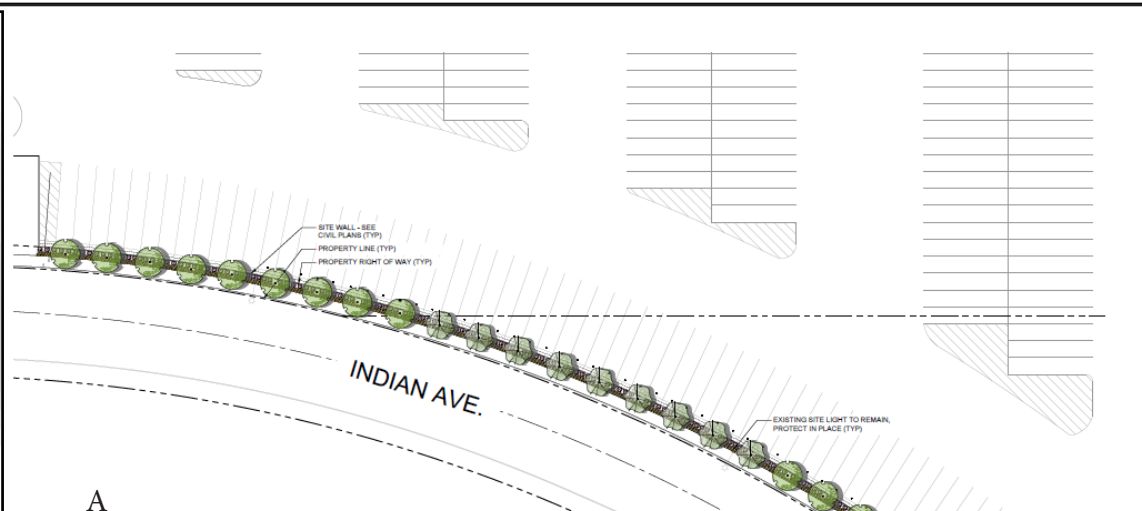 SITE WALL - SEE
CIVIL PLANS (TYP)
PROPERTY LINE (TYP)
PROPERTY RIGHT OF WAY (TYP)
INDIAN AVE.
EXISTING SITE LIGHT TO REMAIN,
PROTECT IN PLACE (TYP)
A